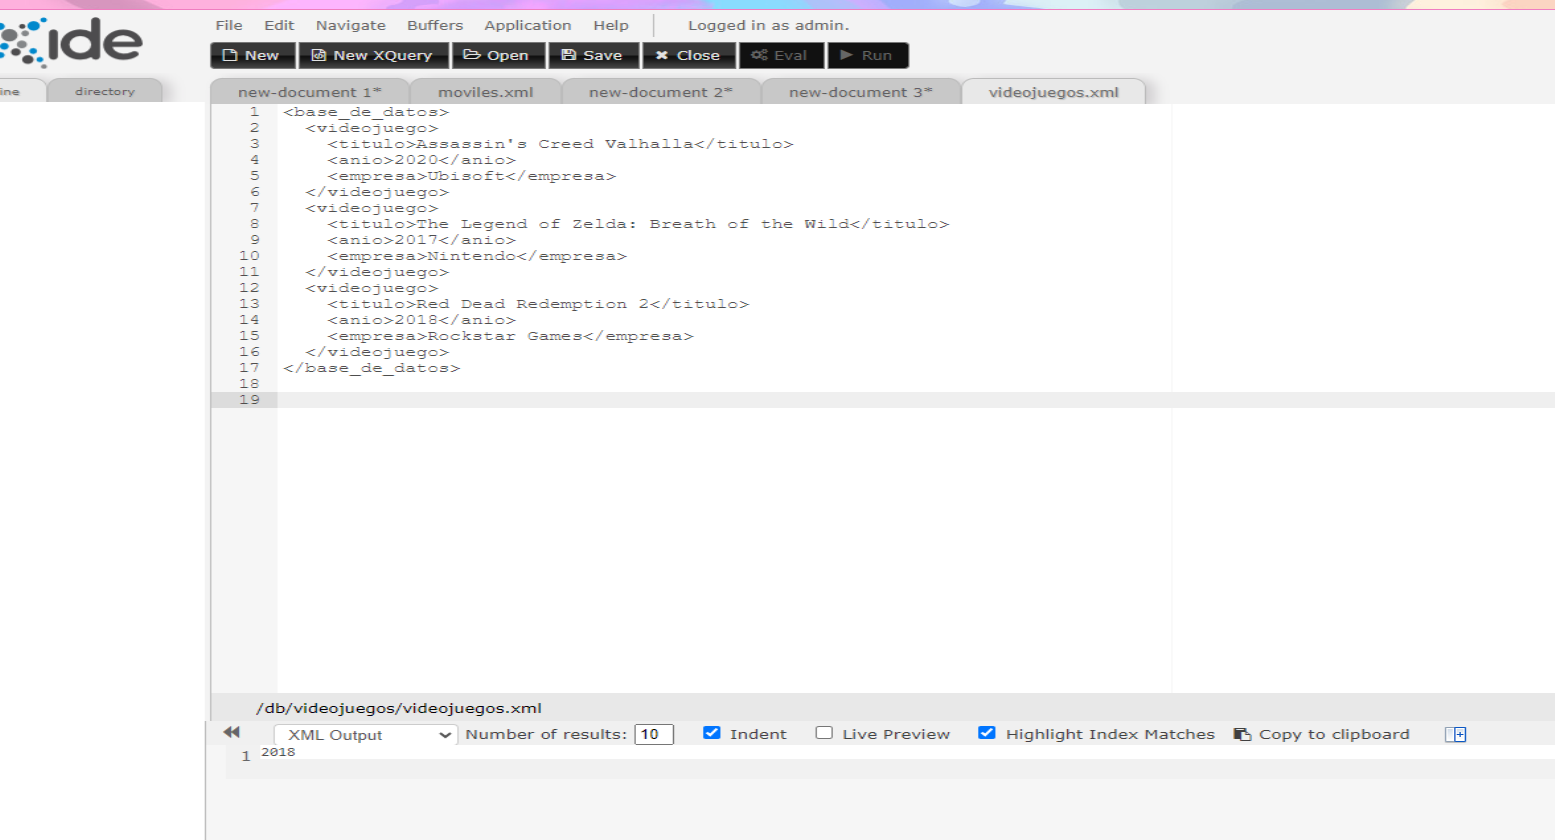 ide
File Edit Navigate Buffers Application Help Logged in as admin.
New New XQuery Open Save Close Eval Run
ine directory new-document 1* moviles.xml new-document 2* new-document 3* videojuegos.xml
1 <base_de_datos>
2 <videojuego>
3 <titulo>Assassin's Creed Valhalla</titulo>
4 <anio>2020</anio>
5 <empresa>Ubisoft</empresa>
6 </videojuego>
7 <videojuego>
8 <titulo>The Legend of Zelda: Breath of the Wild</titulo>
9 <anio>2017</anio>
10 <empresa>Nintendo</empresa>
11 </videojuego>
12 <videojuego>
13 <titulo>Red Dead Redemption 2</titulo>
14 <anio>2018</anio>
15 <empresa>Rockstar Games</empresa>
16 </videojuego>
17 </base_de_datos>
18
19
/db/videojuegos/videojuegos.xml
XML Output Number of results: 10 Indent Live Preview Highlight Index Matches Copy to clipboard
1 2018